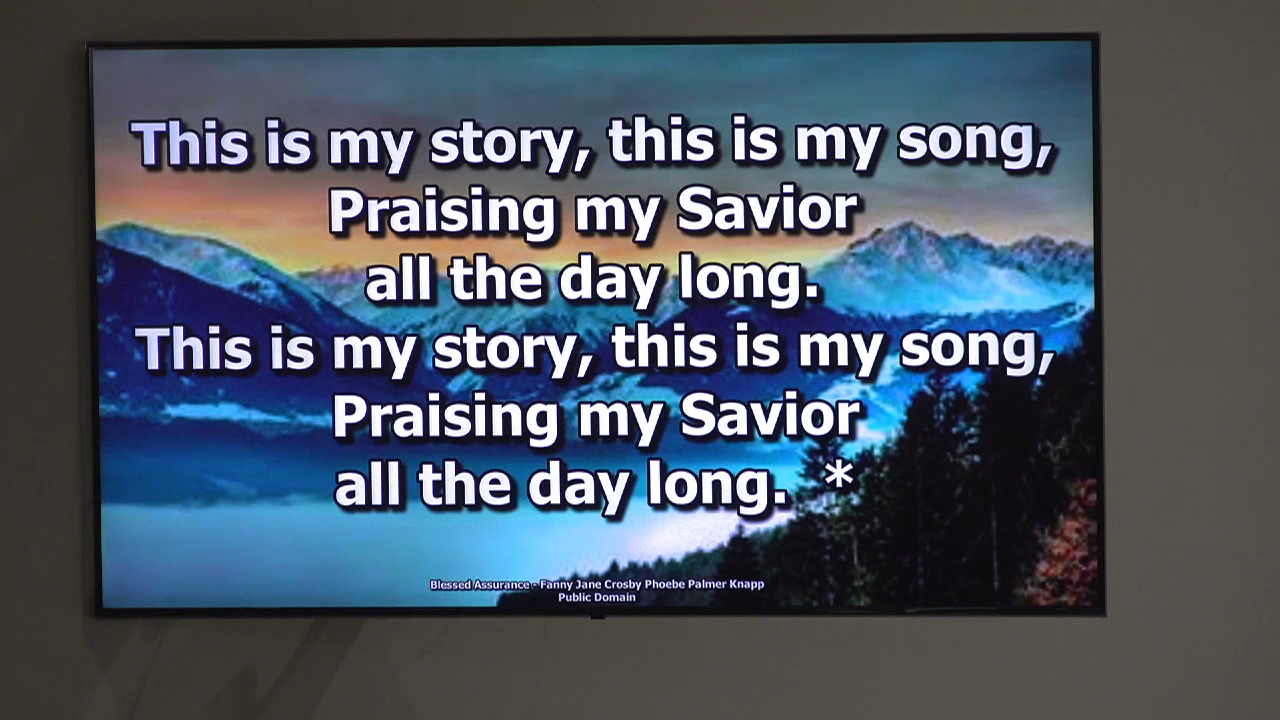 This is my story, this is my song,
Praising my Savior
all the day long.
This is my story, this is my song,
Praising my Savior
all the day long. *
Blessed Assurance - Fanny Jane Crosby Phoebe Palmer Knapp
Public Domain